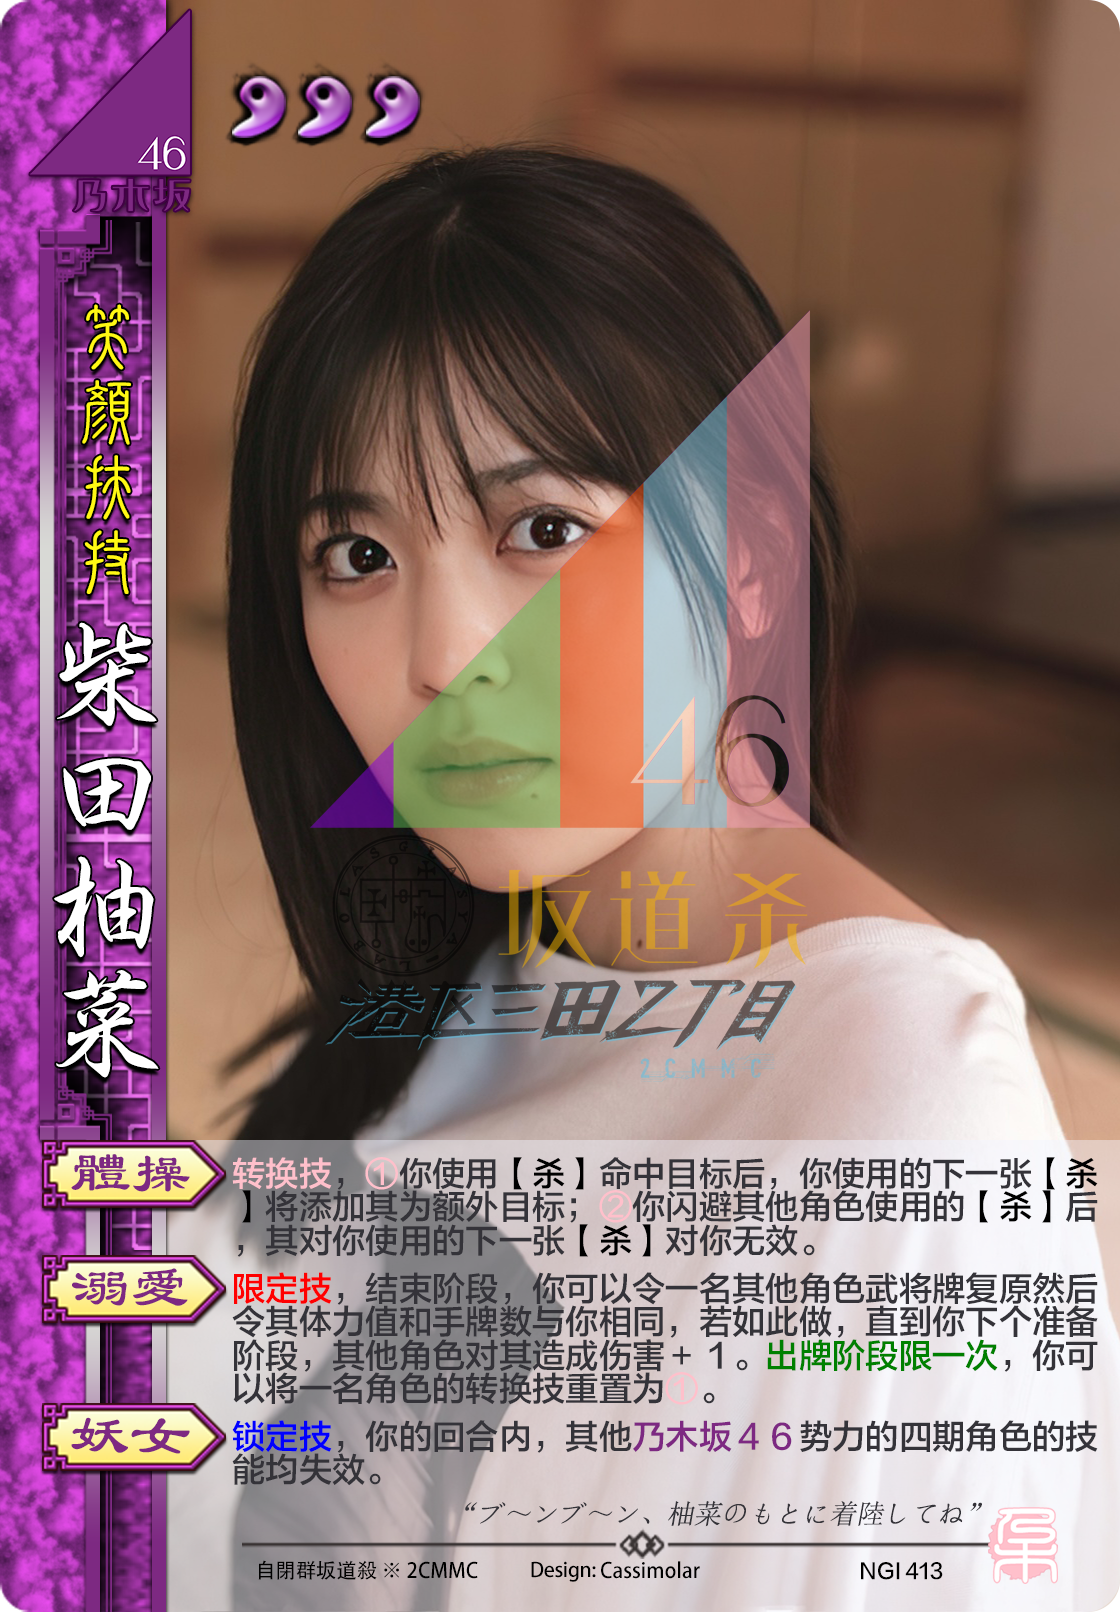 46
乃木坂
笑顔扶持
柴田柚菜
46
坂道杀
港区三田2丁目
2CMMC
體操
转换技，①你使用【杀】命中目标后，你使用的下一张【杀
】将添加其为额外目标；②你闪避其他角色使用的【杀】后
，其对你使用的下一张【杀】对你无效。
溺愛
限定技，结束阶段，你可以令一名其他角色武将牌复原然后
令其体力值和手牌数与你相同，若如此做，直到你下个准备
阶段，其他角色对其造成伤害＋１。出牌阶段限一次，你可
以将一名角色的转换技重置为①。
妖女
锁定技，你的回合内，其他乃木坂４６势力的四期角色的技
能均失效。
“ブ～ンブ～ン、柚菜のもとに着陸してね”
自閉群坂道殺 ※ 2CMMC
Design: Cassimolar
NGI 413